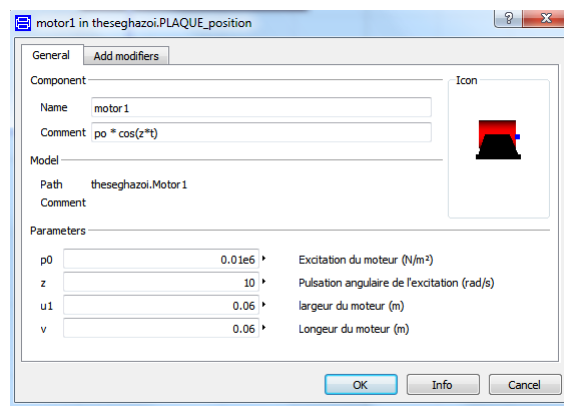 motor1 in theseghazoi.PLAQUE_position
General Add modifiers
Component Icon
Name motor1
Comment po * cos(z*t)
Model
Path theseghazoi.Motor1
Comment
Parameters
p0 0.01e6 Excitation du moteur (N/m²)
z 10 Pulsation angulaire de l'excitation (rad/s)
u1 0.06 largeur du moteur (m)
v 0.06 Longeur du moteur (m)
OK Info Cancel